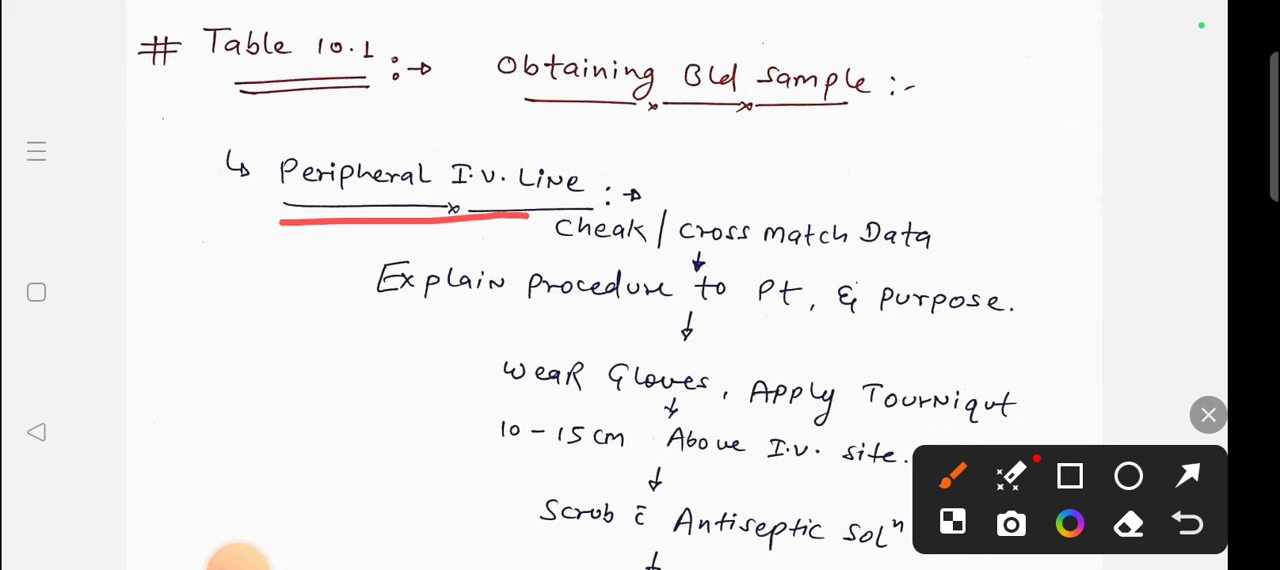 # Table 10.1 :→ Obtaining Bld Sample :-
↳ Peripheral I.V. Line :→
Cheak / Cross match Data
↓
Explain Procedure to Pt, & Purpose.
↓
Wear Gloves, Apply Tourniqut
↓
10-15 cm Above I.V. site.
↓
Scrub c̄ Antiseptic Solⁿ
↓